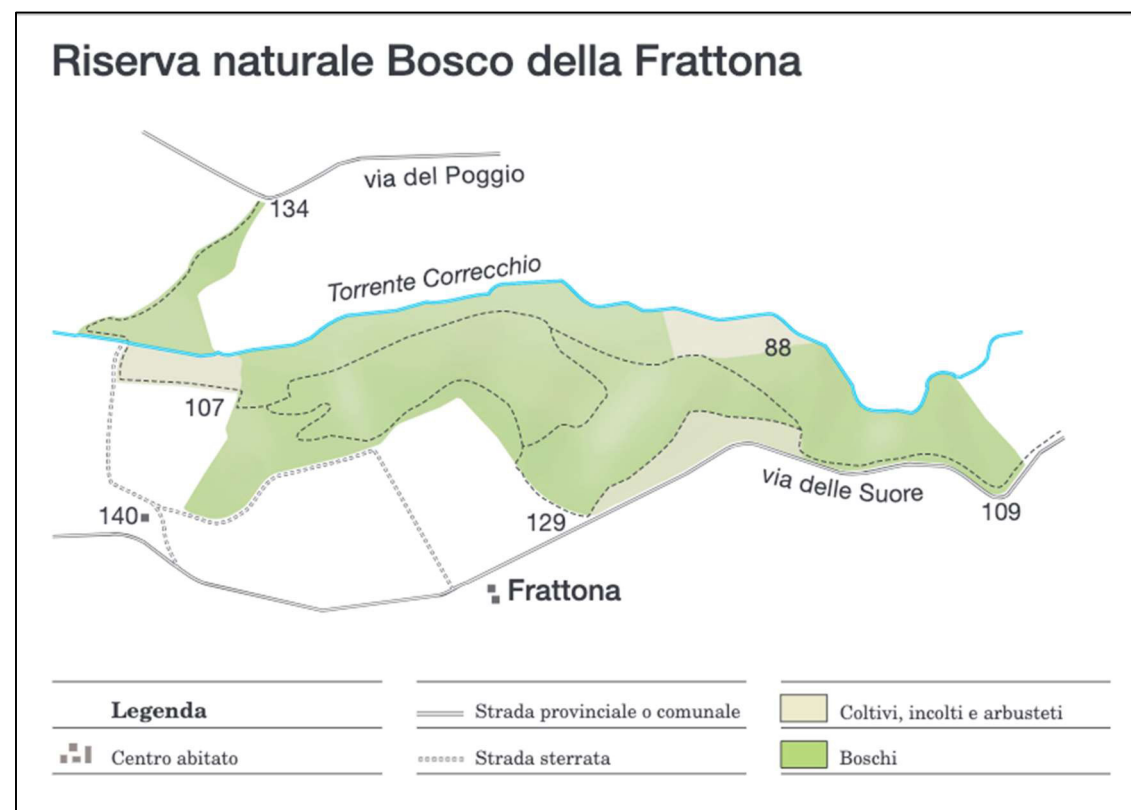 Riserva naturale Bosco della Frattona
via del Poggio
134
Torrente Correcchio
88
107
via delle Suore
109
140
129
Frattona
Legenda
Strada provinciale o comunale
Coltivi, incolti e arbusteti
Centro abitato
Strada sterrata
Boschi